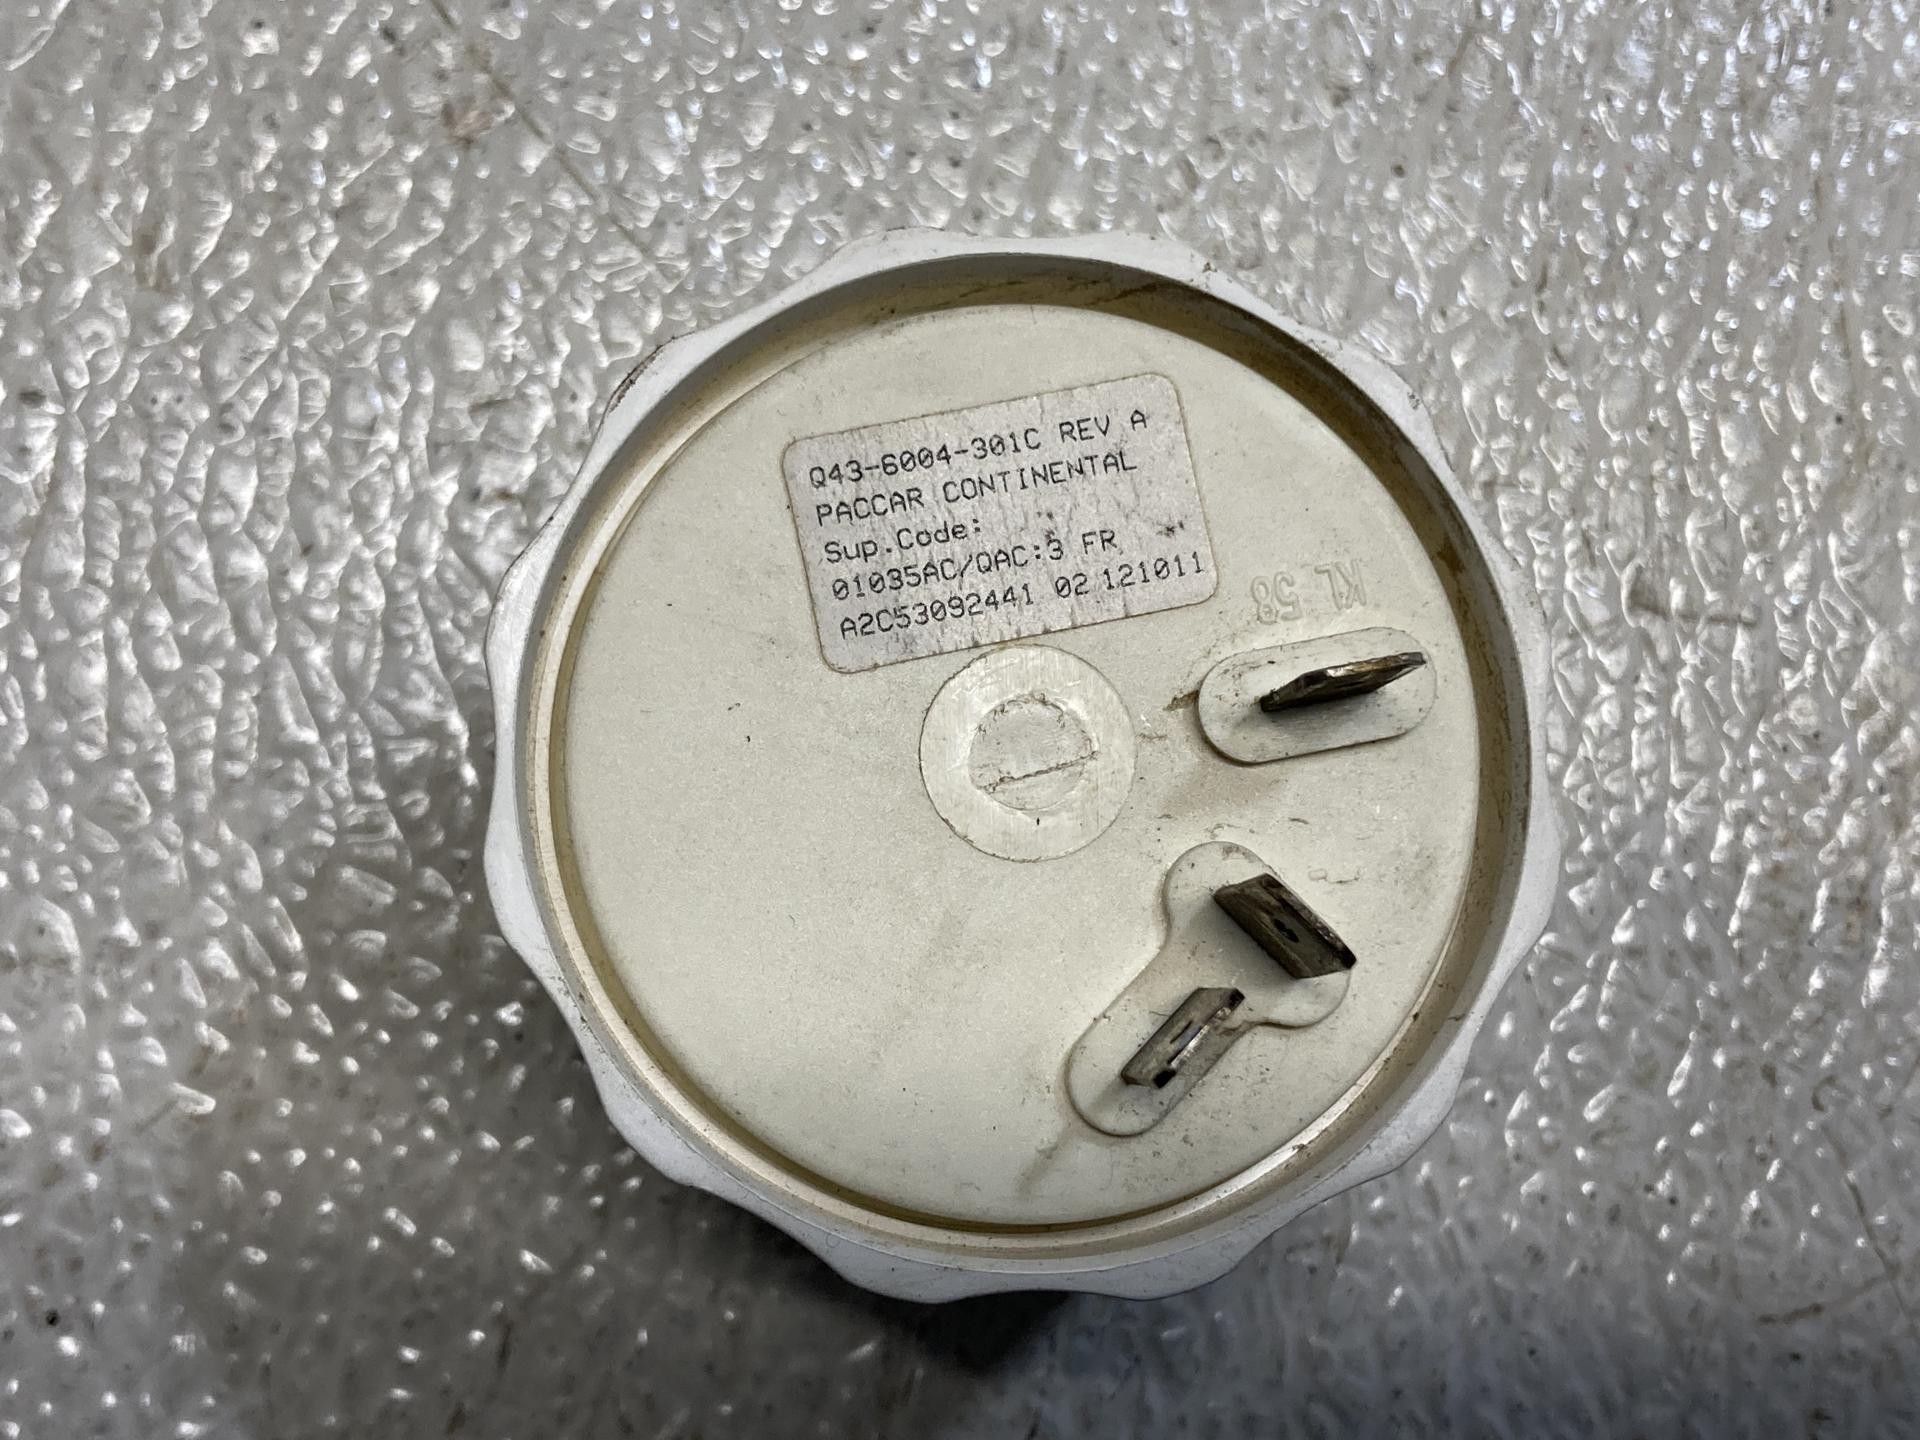 Q43-6004-301C REV A
PACCAR CONTINENTAL
Sup.Code:
01035AC/QAC:3 FR
A2C53092441 02 121011
KL 58